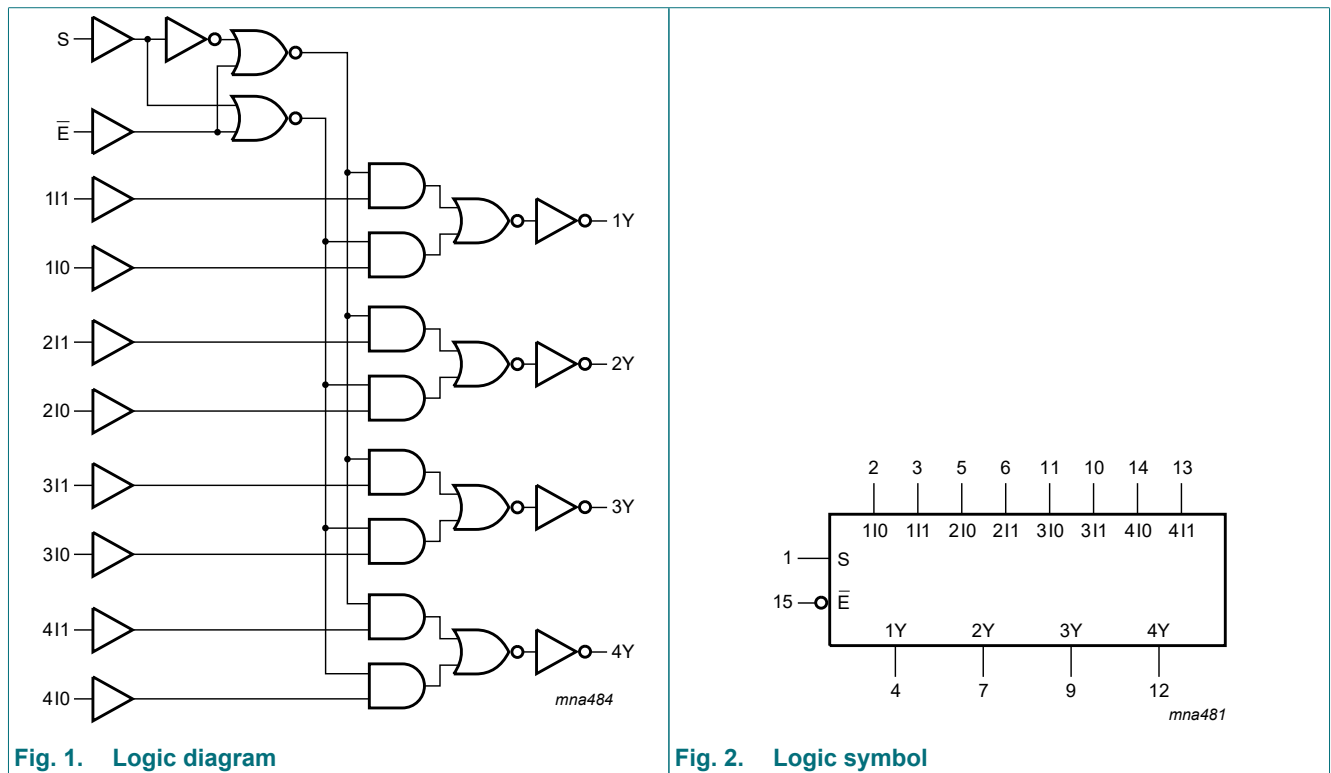 S
E̅
1I1
1I0
2I1
2I0
3I1
3I0
4I1
4I0
1Y
2Y
3Y
4Y
mna484
Fig. 1. Logic diagram
2 3 5 6 11 10 14 13
1I0 1I1 2I0 2I1 3I0 3I1 4I0 4I1
1 S
15 E̅
1Y 2Y 3Y 4Y
4 7 9 12
mna481
Fig. 2. Logic symbol